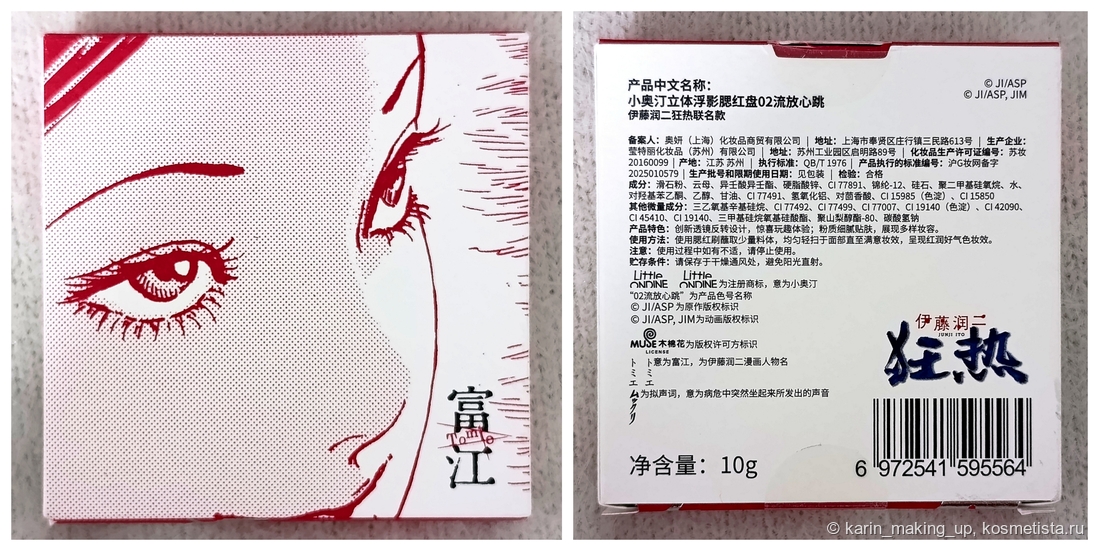 富
Tomie
江
产品中文名称：
小奥汀立体浮影腮红盘02流放心跳
伊藤润二狂热联名款
© JI/ASP
© JI/ASP, JIM
备案人：奥妍（上海）化妆品商贸有限公司 | 地址：上海市奉贤区庄行镇三民路613号 | 生产企业：
莹特丽化妆品（苏州）有限公司 | 地址：苏州工业园区启明路89号 | 化妆品生产许可证编号：苏妆
20160099 | 产地：江苏 苏州 | 执行标准：QB/T 1976 | 产品执行的标准编号：沪G妆网备字
2025010579 | 生产批号和限期使用日期：见包装 | 检验：合格
成分：滑石粉、云母、异壬酸异壬酯、硬脂酸锌、CI 77891、锦纶-12、硅石、聚二甲基硅氧烷、水、
对羟基苯乙酮、乙醇、甘油、CI 77491、氢氧化铝、对茴香酸、CI 15985（色淀）、CI 15850
其他微量成分：三乙氧基辛基硅烷、CI 77492、CI 77499、CI 77007、CI 19140（色淀）、CI 42090、
CI 45410、CI 19140、三甲基硅烷氧基硅酸酯、聚山梨醇酯-80、碳酸氢钠
产品特色：创新透镜反转设计，惊喜玩趣体验；粉质细腻贴肤，展现多样妆容。
使用方法：使用腮红刷蘸取少量料体，均匀轻扫于面部直至满意妆效，呈现红润好气色妆效。
注意：使用过程中如有不适，请停止使用。
贮存条件：请保存于干燥通风处，避免阳光直射。
Little ONDINE Little ONDINE 为注册商标，意为小奥汀
“02流放心跳”为产品色号名称
© JI/ASP 为原作版权标识
© JI/ASP, JIM为动画版权标识
MUSE LICENSE 木棉花为版权许可方标识
トミエ トミエ 意为富江，为伊藤润二漫画人物名
ムックリ 为拟声词，意为病危中突然坐起来所发出的声音
伊藤润二
JUNJI ITO
狂热
净含量：10g
6 972541 595564
© karin_making_up, kosmetista.ru